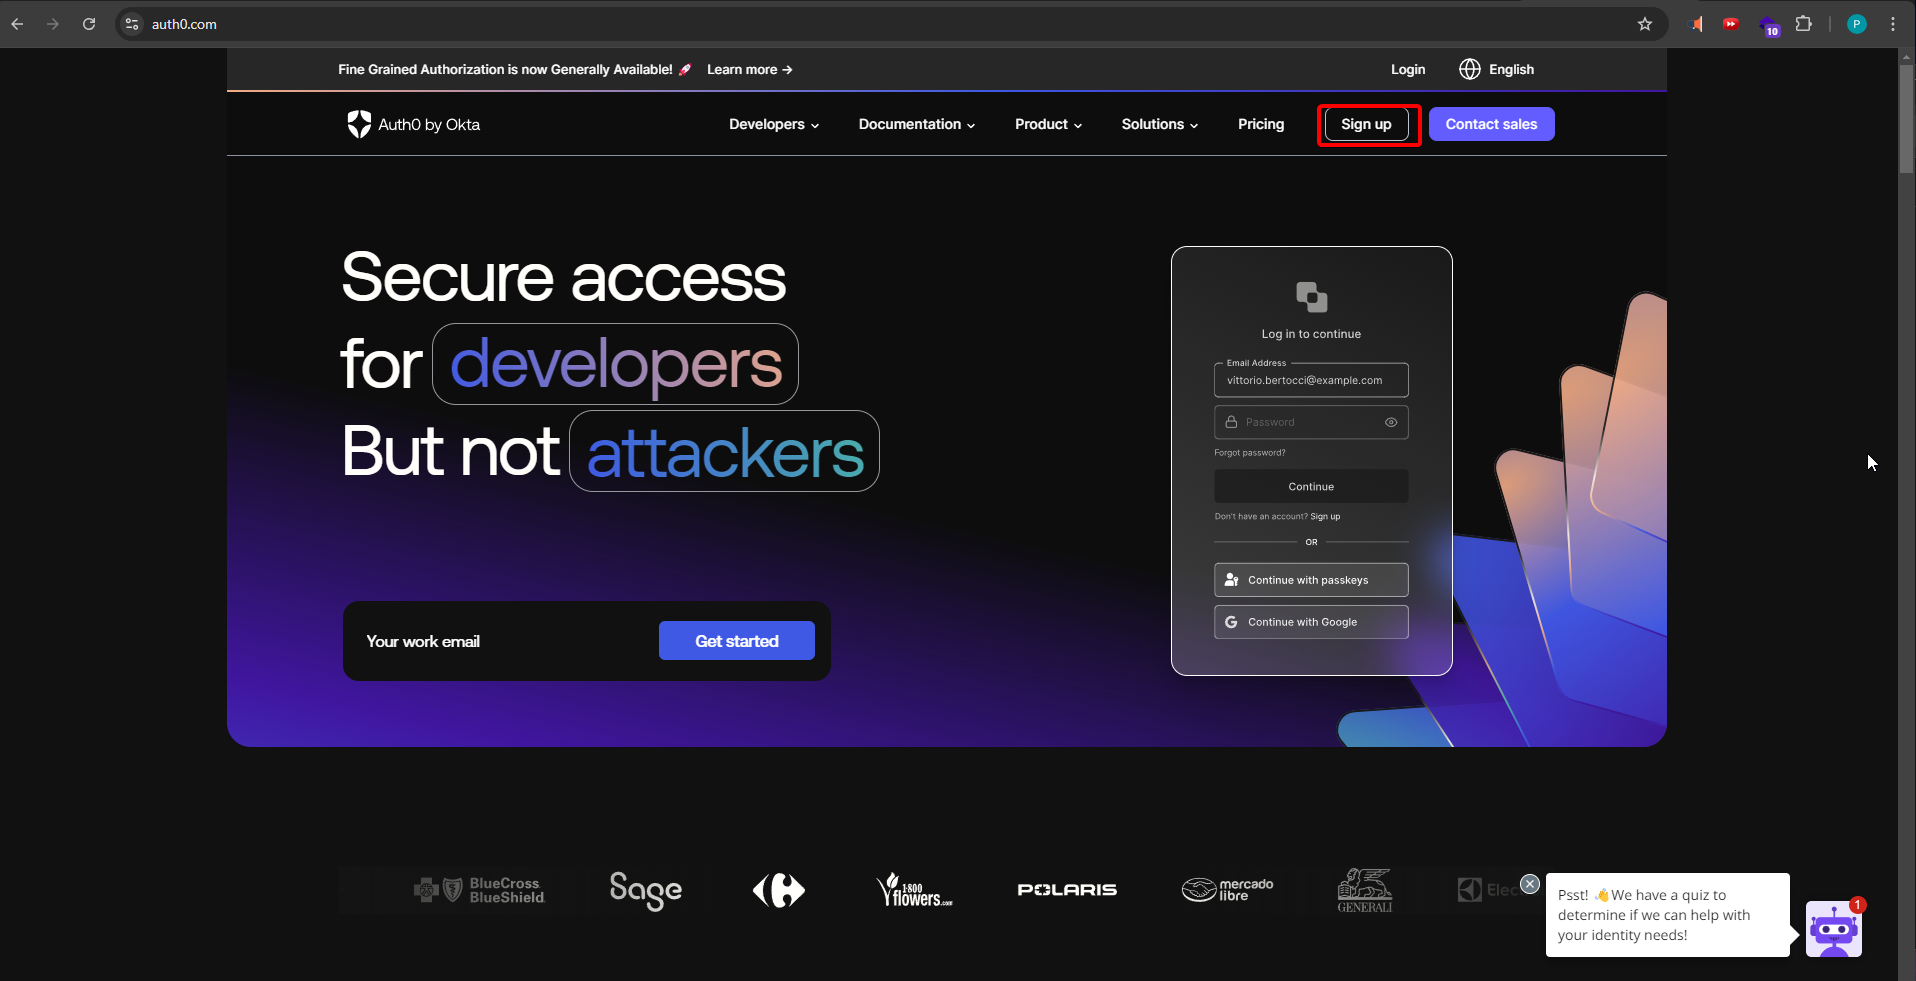 auth0.com
10
P
Fine Grained Authorization is now Generally Available! 🚀 Learn more →
Login
English
Auth0 by Okta
Developers
Documentation
Product
Solutions
Pricing
Sign up
Contact sales
Secure access
for developers
But not attackers
Log in to continue
Email Address
vittorio.bertocci@example.com
Password
Forgot password?
Continue
Don't have an account? Sign up
OR
Continue with passkeys
Continue with Google
Your work email
Get started
BlueCross
BlueShield
Sage
1-800
flowers.com
POLARIS
mercado
libre
GENERALI
Psst! 👋 We have a quiz to
determine if we can help with
your identity needs!
1